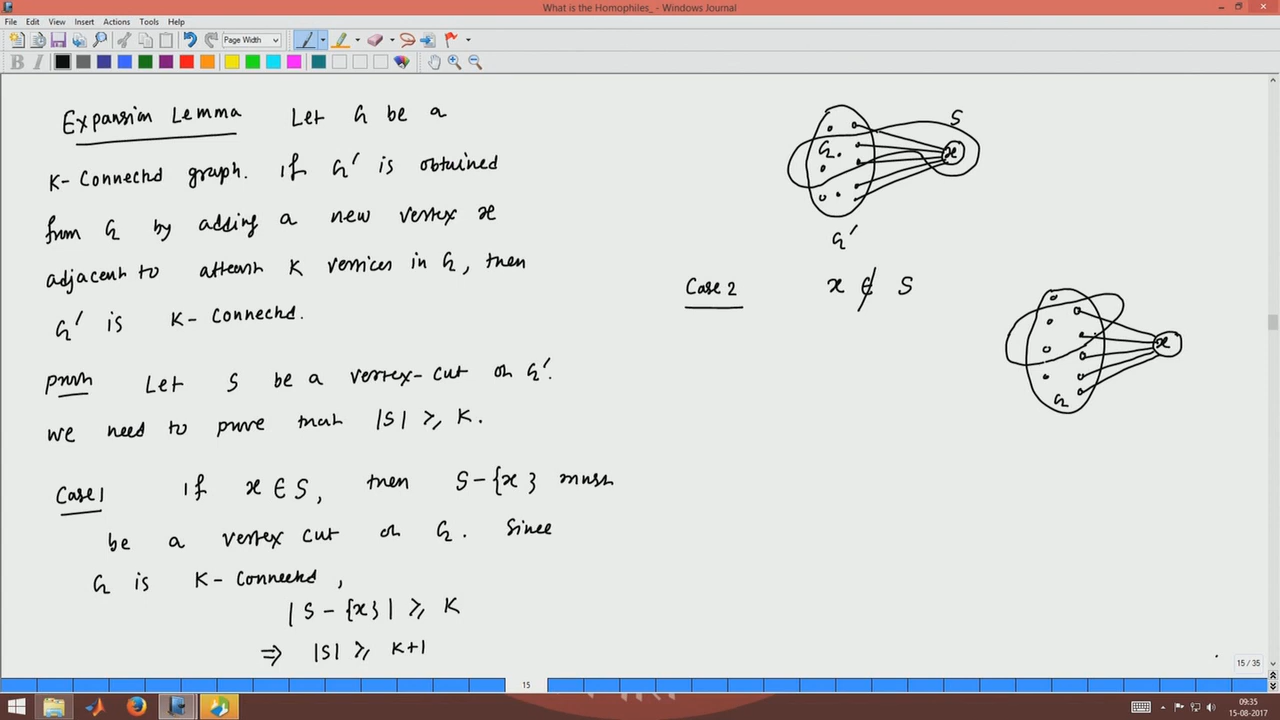 What is the Homophiles_ - Windows Journal
File Edit View Insert Actions Tools Help
Page Width
B I
Expansion Lemma Let G be a
K-Connected graph. If G' is obtained
from G by adding a new vertex x
adjacent to atleast K vertices in G, then
G' is K-Connected.
proof Let S be a vertex-cut of G'.
We need to prove that |S| ≥ K.
Case 1 If x ∈ S, then S-{x} must
be a vertex cut of G. Since
G is K-Connected,
|S-{x}| ≥ K
⇒ |S| ≥ K+1
S
G
x
G'
Case 2 x ∉ S
x
G
15 / 35
15
09:35
15-08-2017